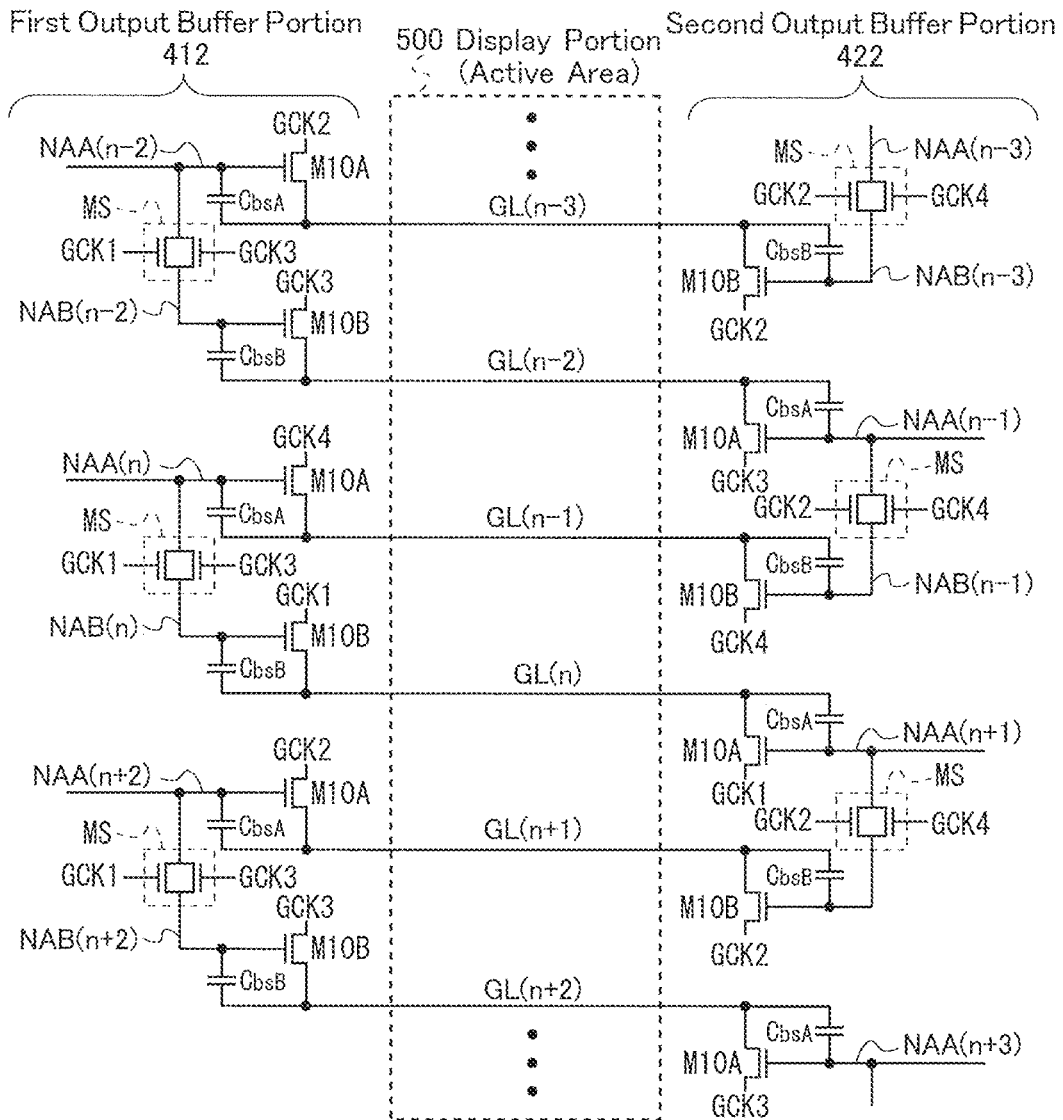 First Output Buffer Portion
412
500 Display Portion
(Active Area)
Second Output Buffer Portion
422
GCK2
NAA(n-2)
M10A
CbsA
MS
GCK1
GCK3
GCK3
NAB(n-2)
M10B
CbsB
GCK4
NAA(n)
M10A
CbsA
MS
GCK1
GCK3
GCK1
NAB(n)
M10B
CbsB
GCK2
NAA(n+2)
M10A
CbsA
MS
GCK1
GCK3
GCK3
NAB(n+2)
M10B
CbsB
GL(n-3)
GL(n-2)
GL(n-1)
GL(n)
GL(n+1)
GL(n+2)
MS
NAA(n-3)
GCK2
GCK4
CbsB
M10B
NAB(n-3)
GCK2
CbsA
NAA(n-1)
M10A
GCK3
MS
GCK2
GCK4
CbsB
M10B
NAB(n-1)
GCK4
CbsA
NAA(n+1)
M10A
GCK1
MS
GCK2
GCK4
CbsB
M10B
GCK2
CbsA
NAA(n+3)
M10A
GCK3